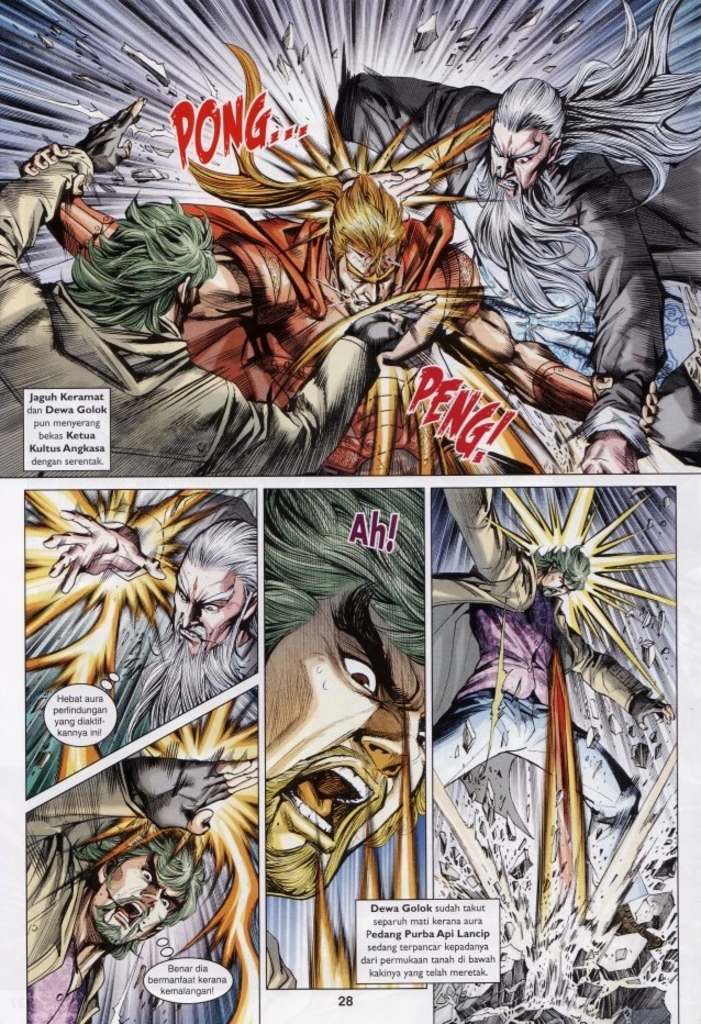 PONG...
PENG!
Jaguh Keramat
dan Dewa Golok
pun menyerang
bekas Ketua
Kultus Angkasa
dengan serentak.
Hebat aura
perlindungan
yang diaktif-
kannya ini!
Benar dia
bermanfaat kerana
kemalangan!
Ah!
Dewa Golok sudah takut
separuh mati kerana aura
Pedang Purba Api Lancip
sedang terpancar kepadanya
dari permukaan tanah di bawah
kakinya yang telah meretak.
28